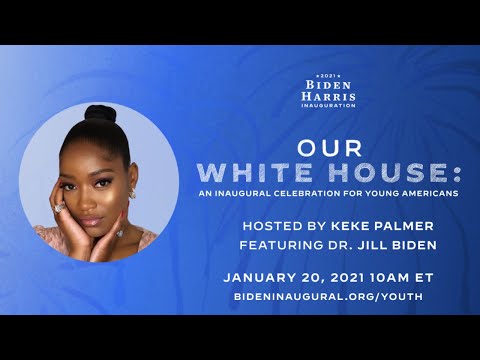 ★ 2021 ★
BIDEN
HARRIS
INAUGURATION
OUR
WHITE HOUSE:
AN INAUGURAL CELEBRATION FOR YOUNG AMERICANS
HOSTED BY KEKE PALMER
FEATURING DR. JILL BIDEN
JANUARY 20, 2021 10AM ET
BIDENINAUGURAL.ORG/YOUTH